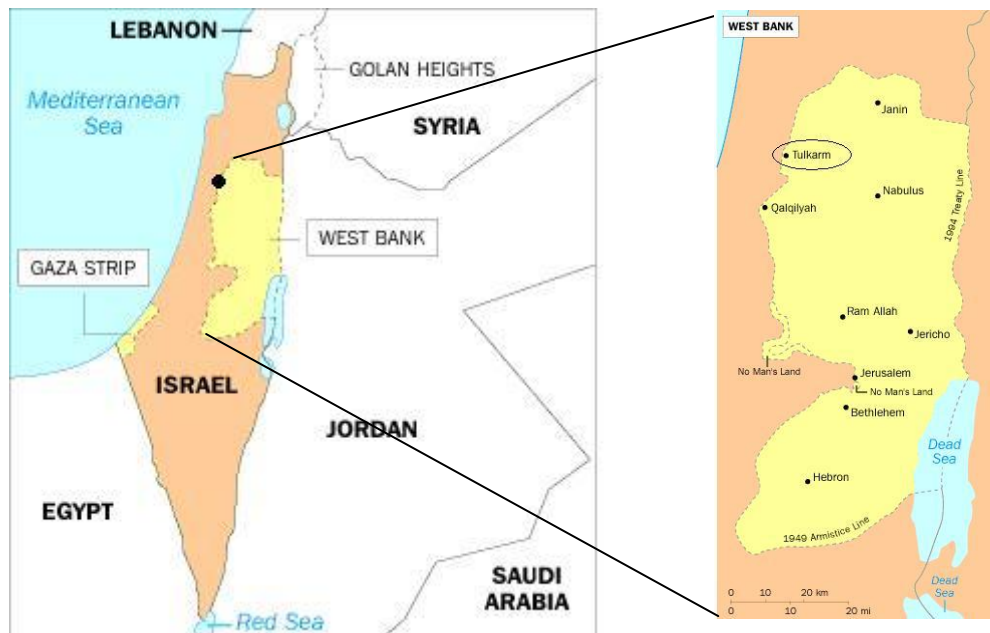 LEBANON
GOLAN HEIGHTS
Mediterranean
Sea
SYRIA
WEST BANK
GAZA STRIP
ISRAEL
JORDAN
EGYPT
SAUDI
ARABIA
Red Sea
WEST BANK
Janin
Tulkarm
Nabulus
Qalqilyah
1994 Treaty Line
Ram Allah
Jericho
No Man's Land
Jerusalem
No Man's Land
Bethlehem
Dead
Sea
Hebron
1949 Armistice Line
Dead
Sea
0 10 20 km
0 10 20 mi